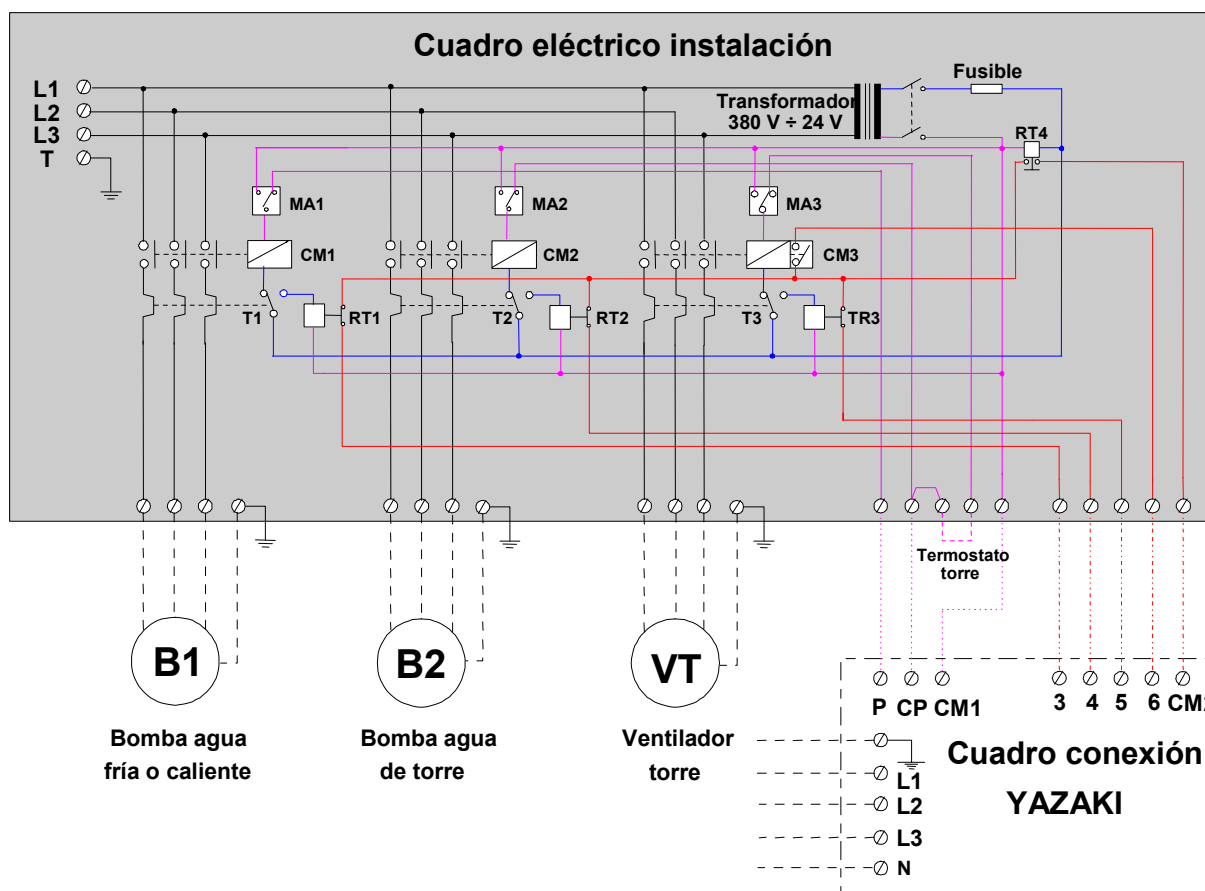 Cuadro eléctrico instalación
L1
L2
L3
T
Transformador
380 V ÷ 24 V
Fusible
RT4
MA1
MA2
MA3
CM1
CM2
CM3
T1
RT1
T2
RT2
T3
TR3
Termostato
torre
B1
B2
VT
Bomba agua
fría o caliente
Bomba agua
de torre
Ventilador
torre
P CP CM1
3 4 5 6
Cuadro conexión
YAZAKI
L1
L2
L3
N